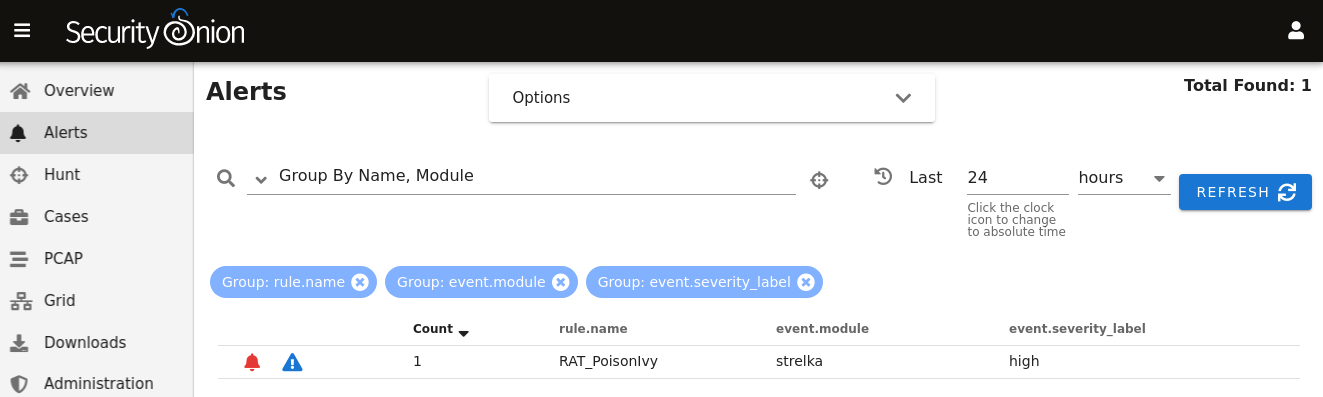 Security Onion
Overview
Alerts
Hunt
Cases
PCAP
Grid
Downloads
Administration
Alerts
Options
Total Found: 1
Group By Name, Module
Last
24
hours
REFRESH
Click the clock
icon to change
to absolute time
Group: rule.name
Group: event.module
Group: event.severity_label
Count rule.name event.module event.severity_label
1 RAT_PoisonIvy strelka high